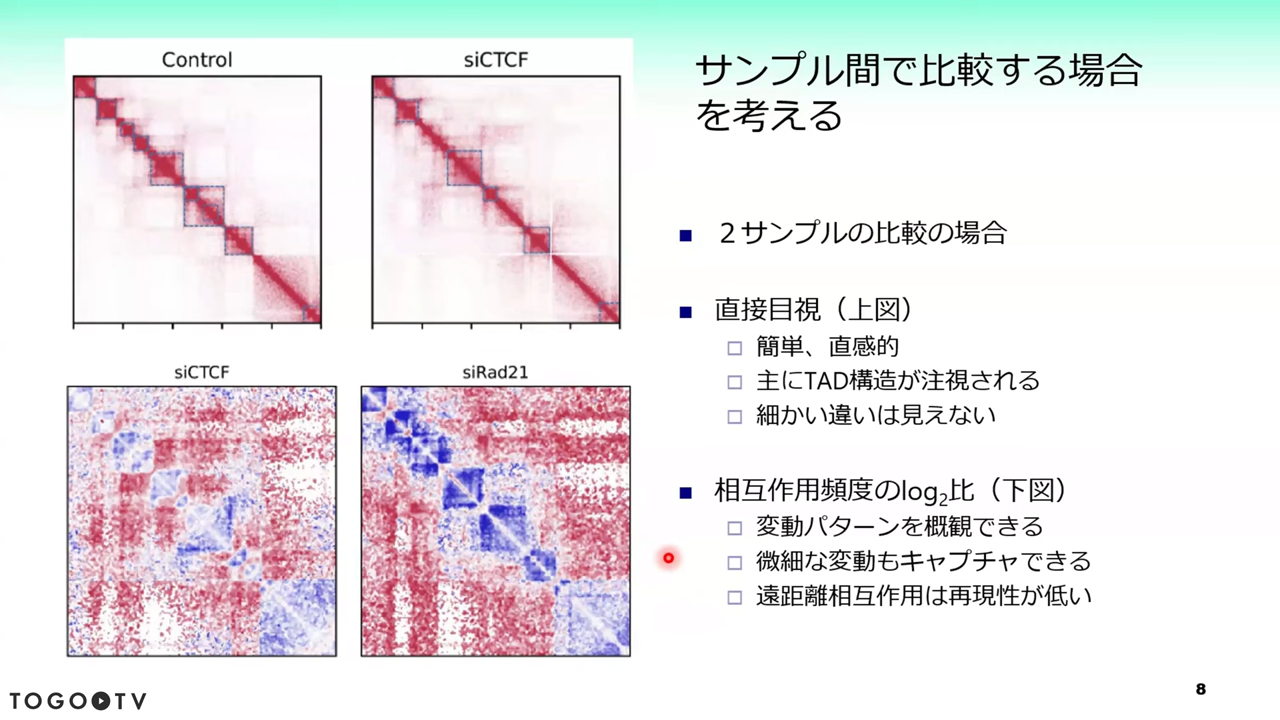 Control
siCTCF
siCTCF
siRad21
サンプル間で比較する場合
を考える
■ ２サンプルの比較の場合
■ 直接目視（上図）
□ 簡単、直感的
□ 主にTAD構造が注視される
□ 細かい違いは見えない
■ 相互作用頻度のlog₂比（下図）
□ 変動パターンを概観できる
□ 微細な変動もキャプチャできる
□ 遠距離相互作用は再現性が低い
TOGOTV
8